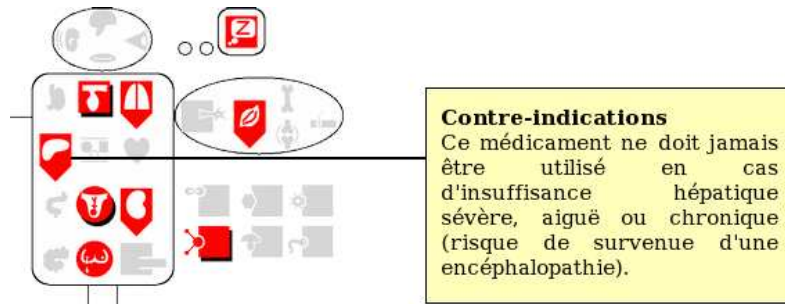 Z
Contre-indications
Ce médicament ne doit jamais
être utilisé en cas
d'insuffisance hépatique
sévère, aiguë ou chronique
(risque de survenue d'une
encéphalopathie).